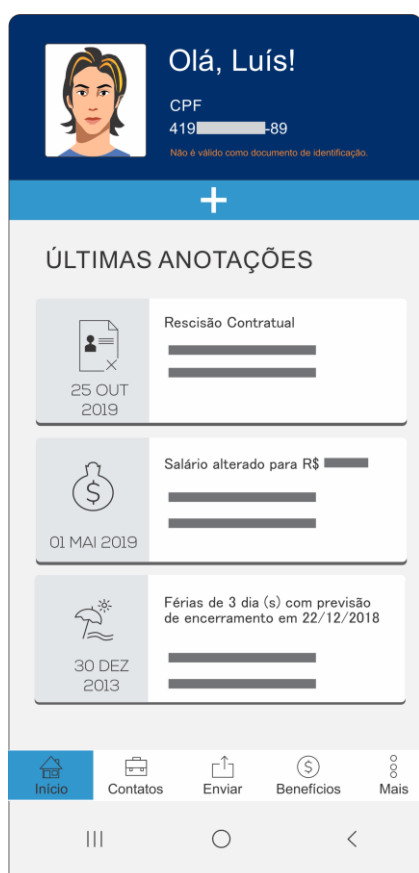 Olá, Luís!
CPF
419 -89
Não é válido como documento de identificação.
+
ÚLTIMAS ANOTAÇÕES
25 OUT
2019
Rescisão Contratual
01 MAI 2019
Salário alterado para R$
30 DEZ
2013
Férias de 3 dia (s) com previsão
de encerramento em 22/12/2018
Início Contatos Enviar Benefícios Mais